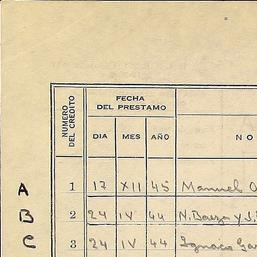 NUMERO DEL CREDITO
FECHA DEL PRESTAMO
DIA MES AÑO
N O
A 1 17 XII 45 Manuel O
B 2 24 IV 44 N. Baeza y J.
C 3 24 IV 44 Ignacio Ga